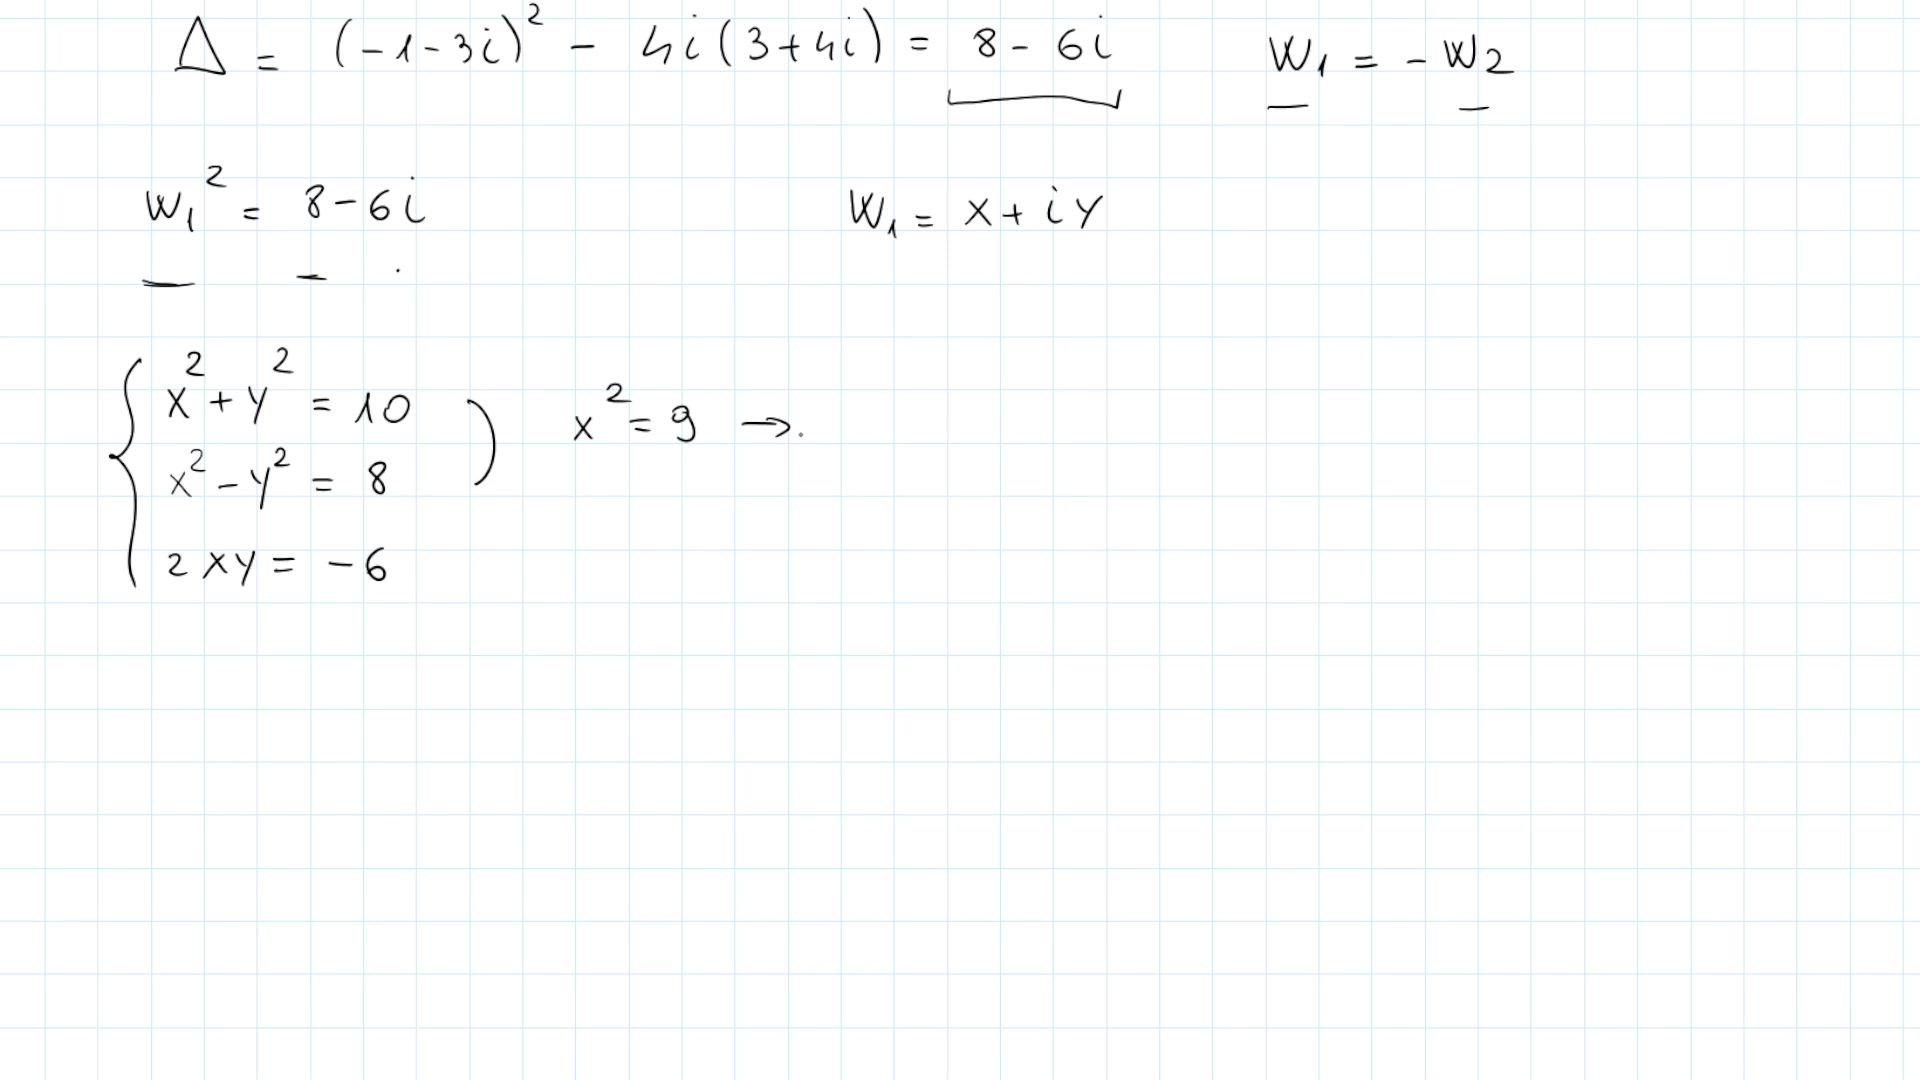 Δ = (-1-3i)² - 4i(3+4i) = 8-6i W₁ = -W₂
W₁² = 8-6i W₁ = x+iy
x²+y² = 10
x² = 9 →
x²-y² = 8
2xy = -6